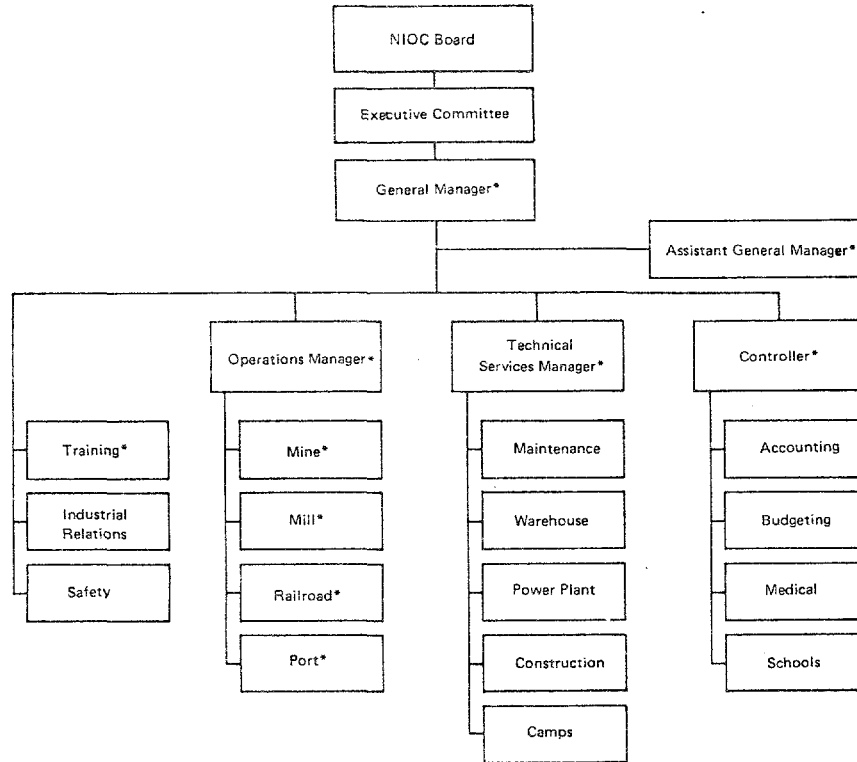 NIOC Board
Executive Committee
General Manager*
Assistant General Manager*
Operations Manager*
Technical
Services Manager*
Controller*
Training*
Industrial
Relations
Safety
Mine*
Mill*
Railroad*
Port*
Maintenance
Warehouse
Power Plant
Construction
Camps
Accounting
Budgeting
Medical
Schools